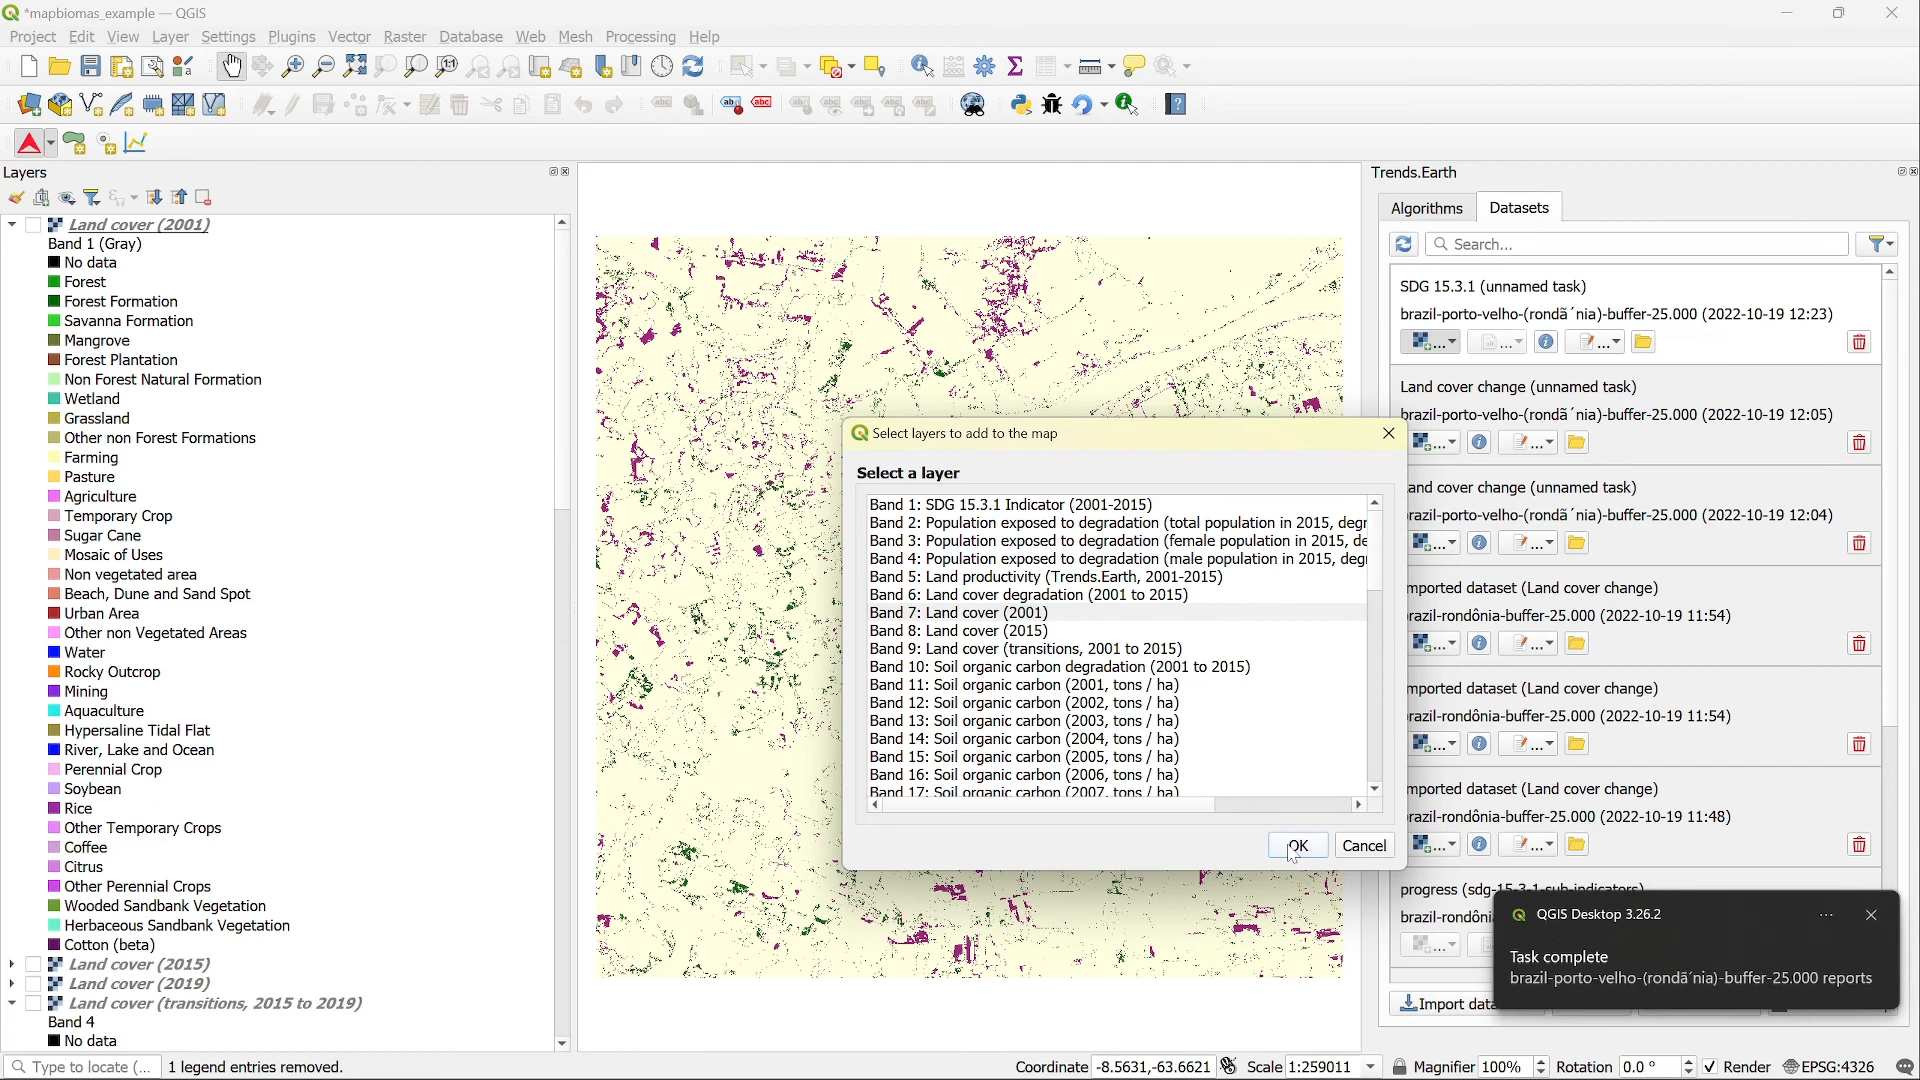 *mapbiomas_example — QGIS
Project Edit View Layer Settings Plugins Vector Raster Database Web Mesh Processing Help
Layers
Land cover (2001)
Band 1 (Gray)
No data
Forest
Forest Formation
Savanna Formation
Mangrove
Forest Plantation
Non Forest Natural Formation
Wetland
Grassland
Other non Forest Formations
Farming
Pasture
Agriculture
Temporary Crop
Sugar Cane
Mosaic of Uses
Non vegetated area
Beach, Dune and Sand Spot
Urban Area
Other non Vegetated Areas
Water
Rocky Outcrop
Mining
Aquaculture
Hypersaline Tidal Flat
River, Lake and Ocean
Perennial Crop
Soybean
Rice
Other Temporary Crops
Coffee
Citrus
Other Perennial Crops
Wooded Sandbank Vegetation
Herbaceous Sandbank Vegetation
Cotton (beta)
Land cover (2015)
Land cover (2019)
Land cover (transitions, 2015 to 2019)
Band 4
No data
Select layers to add to the map
Select a layer
Band 1: SDG 15.3.1 Indicator (2001-2015)
Band 2: Population exposed to degradation (total population in 2015, degr
Band 3: Population exposed to degradation (female population in 2015, de
Band 4: Population exposed to degradation (male population in 2015, deg
Band 5: Land productivity (Trends.Earth, 2001-2015)
Band 6: Land cover degradation (2001 to 2015)
Band 7: Land cover (2001)
Band 8: Land cover (2015)
Band 9: Land cover (transitions, 2001 to 2015)
Band 10: Soil organic carbon degradation (2001 to 2015)
Band 11: Soil organic carbon (2001, tons / ha)
Band 12: Soil organic carbon (2002, tons / ha)
Band 13: Soil organic carbon (2003, tons / ha)
Band 14: Soil organic carbon (2004, tons / ha)
Band 15: Soil organic carbon (2005, tons / ha)
Band 16: Soil organic carbon (2006, tons / ha)
Band 17: Soil organic carbon (2007, tons / ha)
OK Cancel
Trends.Earth
Algorithms Datasets
Search...
SDG 15.3.1 (unnamed task)
brazil-porto-velho-(rondã´nia)-buffer-25.000 (2022-10-19 12:23)
Land cover change (unnamed task)
brazil-porto-velho-(rondã´nia)-buffer-25.000 (2022-10-19 12:05)
and cover change (unnamed task)
razil-porto-velho-(rondã´nia)-buffer-25.000 (2022-10-19 12:04)
mported dataset (Land cover change)
razil-rondônia-buffer-25.000 (2022-10-19 11:54)
mported dataset (Land cover change)
razil-rondônia-buffer-25.000 (2022-10-19 11:54)
mported dataset (Land cover change)
razil-rondônia-buffer-25.000 (2022-10-19 11:48)
progress (sdg-15-3-1-sub-indicators)
brazil-rondôni
Import data
QGIS Desktop 3.26.2
Task complete
brazil-porto-velho-(rondã´nia)-buffer-25.000 reports
Type to locate (... 1 legend entries removed. Coordinate -8.5631,-63.6621 Scale 1:259011 Magnifier 100% Rotation 0.0 ° Render EPSG:4326